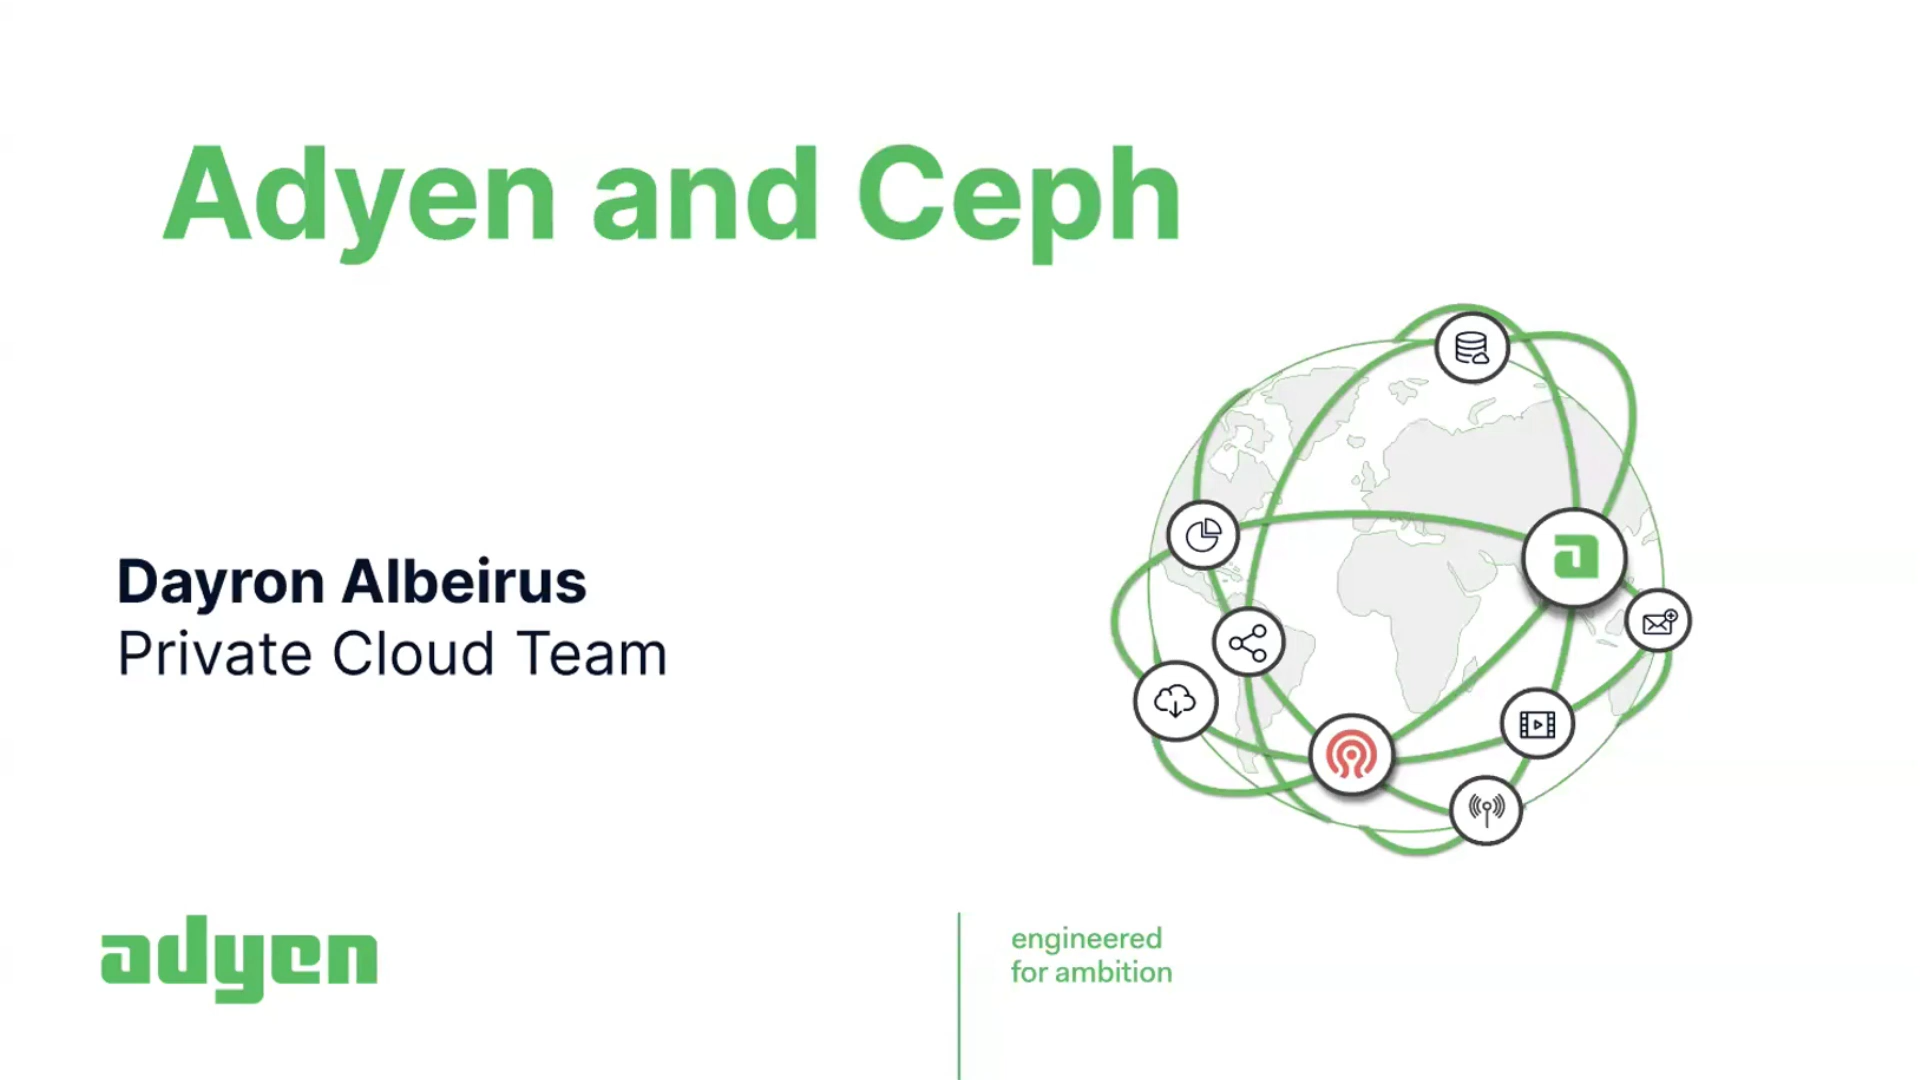 Adyen and Ceph
Dayron Albeirus
Private Cloud Team
adyen
engineered
for ambition
a